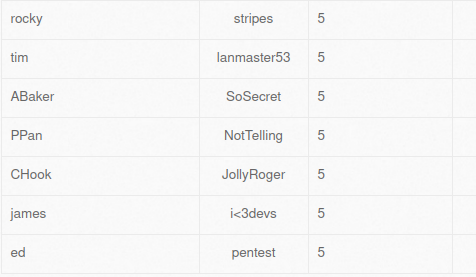 rocky stripes 5
tim lanmaster53 5
ABaker SoSecret 5
PPan NotTelling 5
CHook JollyRoger 5
james i<3devs 5
ed pentest 5